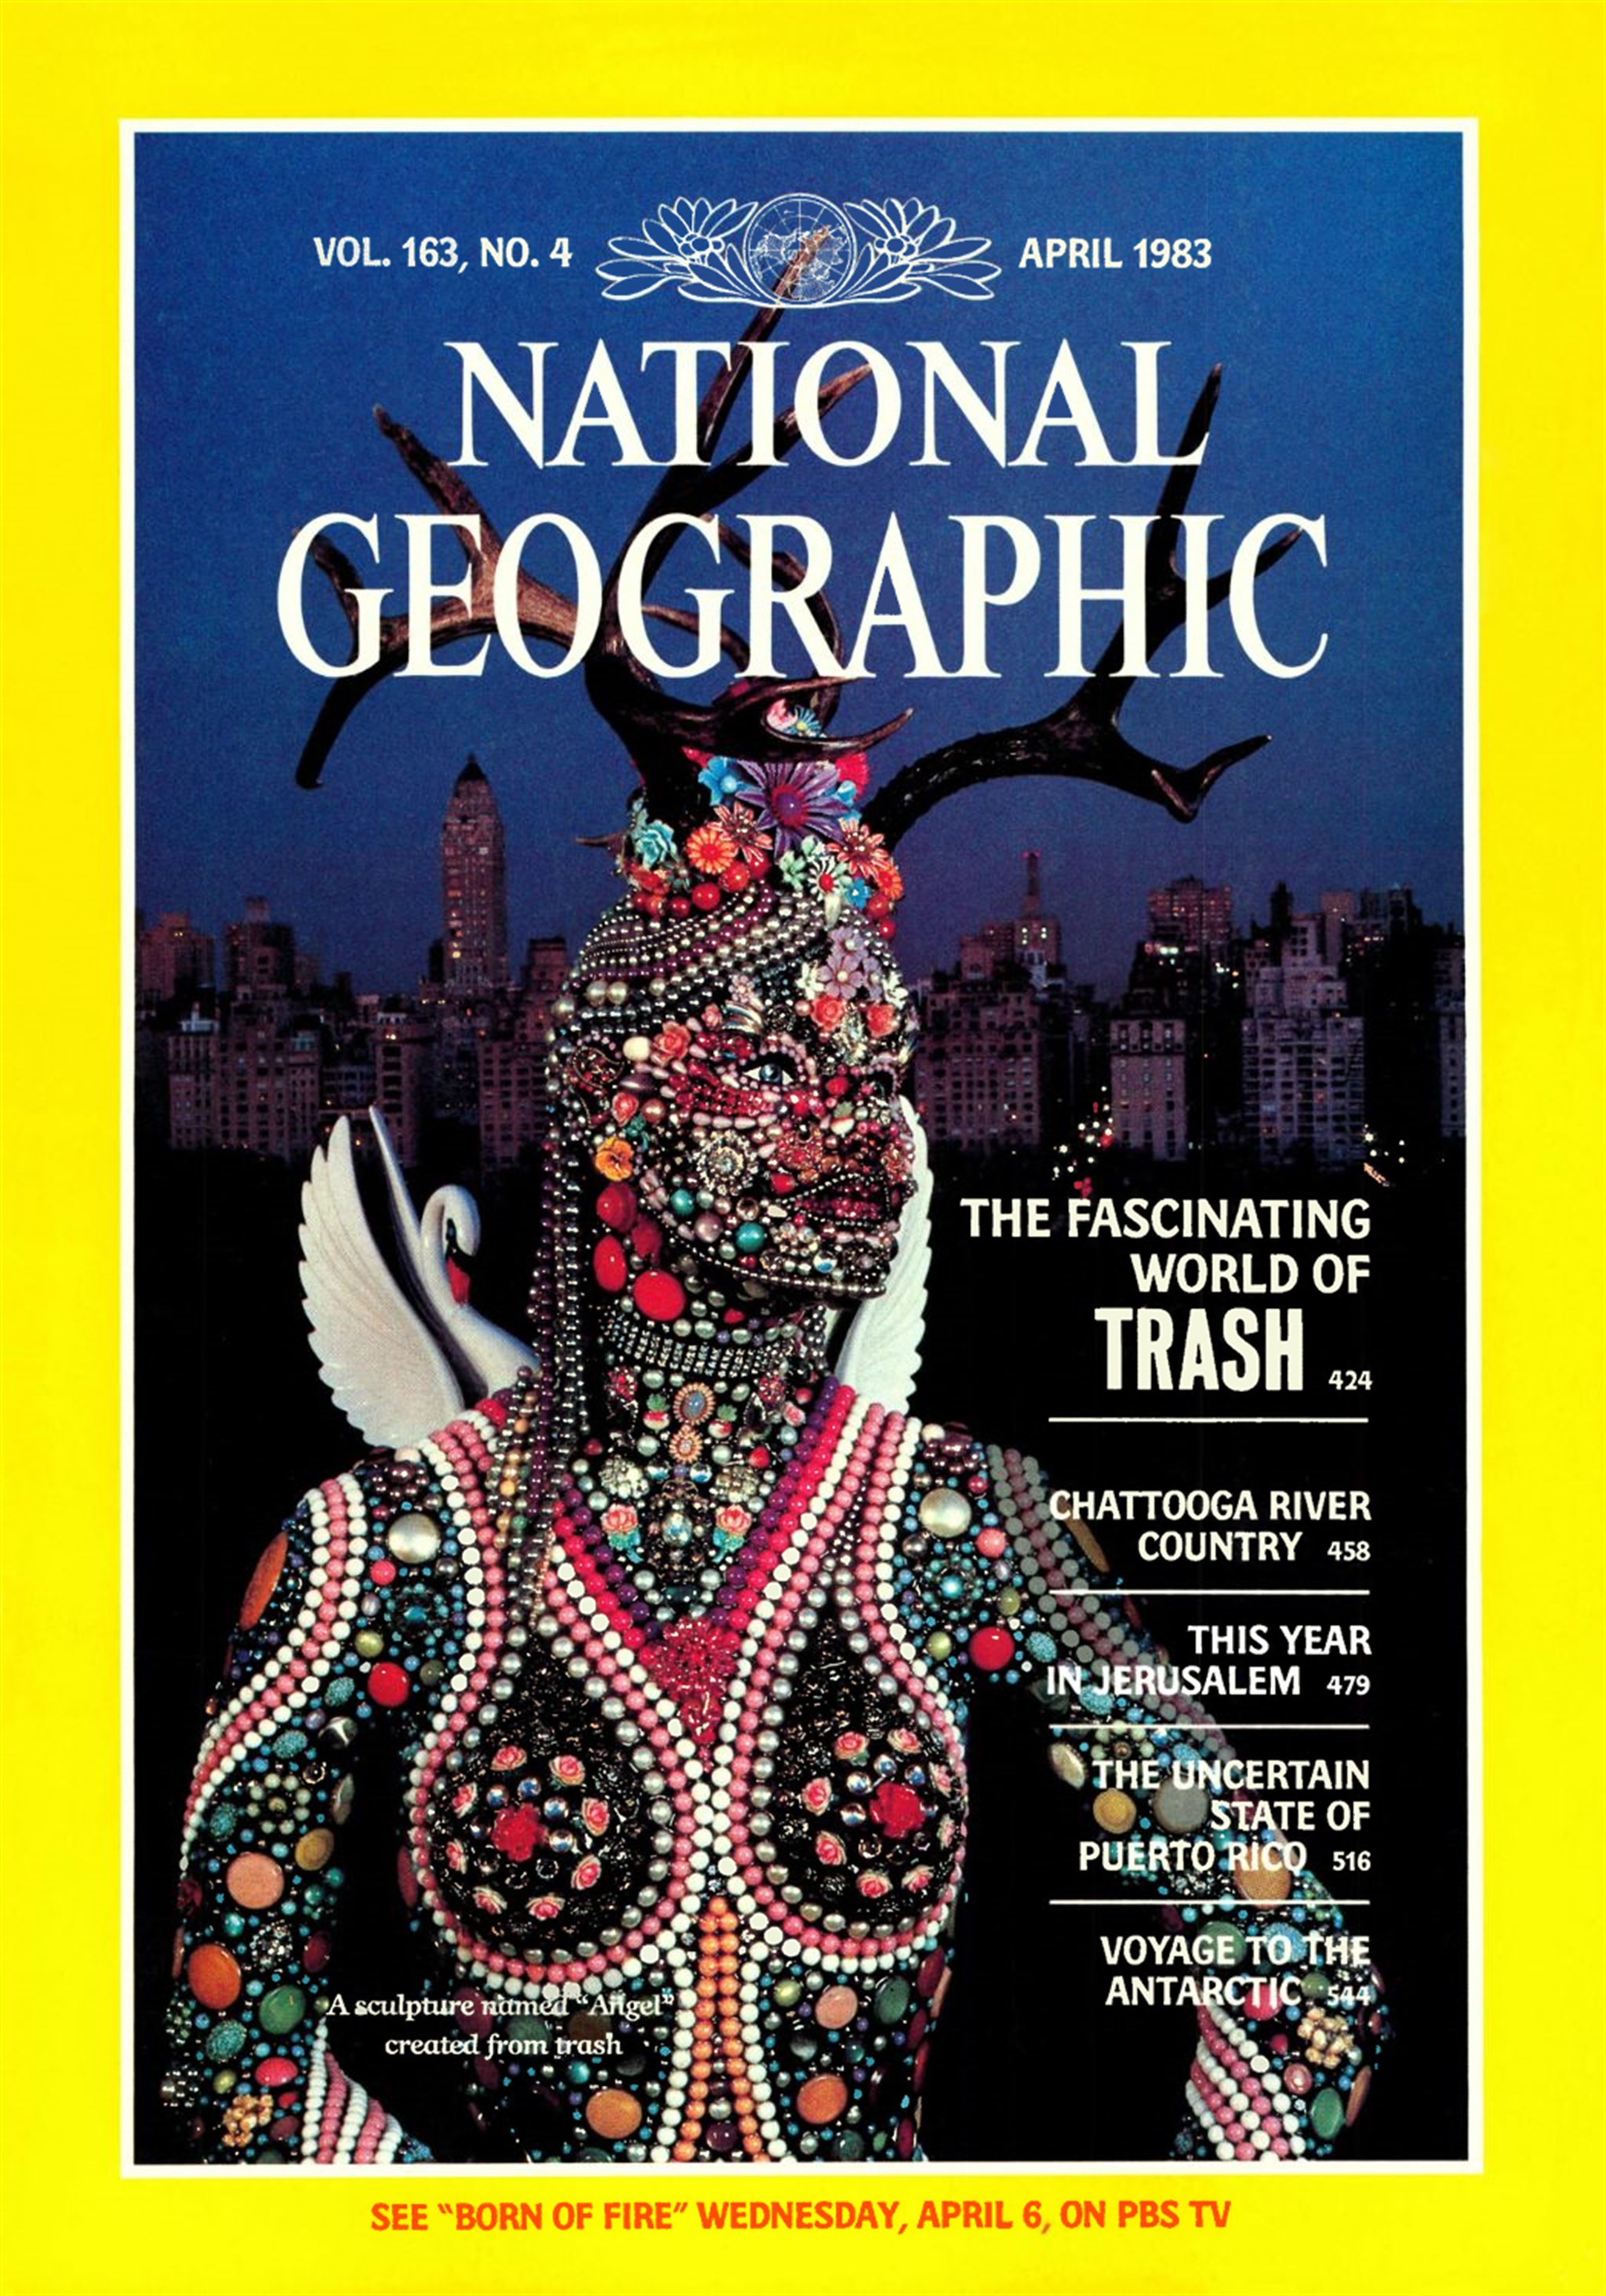 VOL. 163, NO. 4
APRIL 1983
NATIONAL
GEOGRAPHIC
THE FASCINATING
WORLD OF
TRASH 424
CHATTOOGA RIVER
COUNTRY 458
THIS YEAR
IN JERUSALEM 479
THE UNCERTAIN
STATE OF
PUERTO RICO 516
VOYAGE TO THE
ANTARCTIC 544
A sculpture named "Angel"
created from trash
SEE "BORN OF FIRE" WEDNESDAY, APRIL 6, ON PBS TV